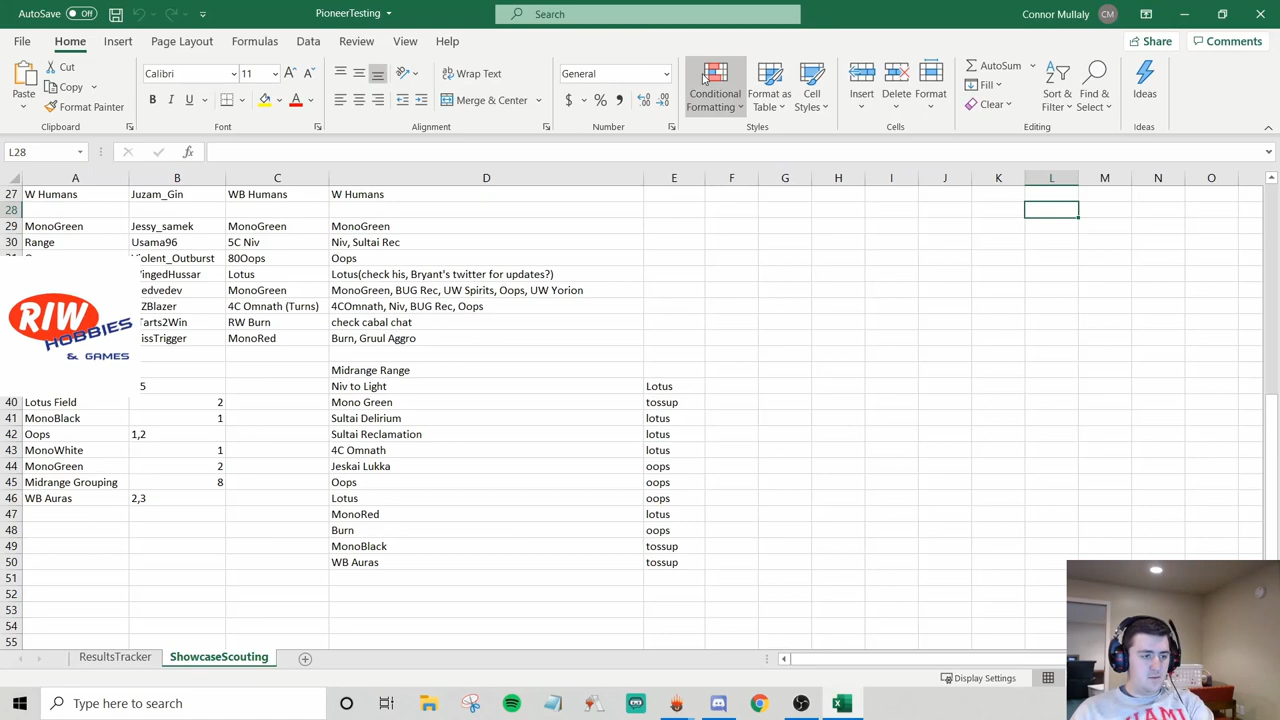 AutoSave Off PioneerTesting Search Connor Mullaly CM
File Home Insert Page Layout Formulas Data Review View Help Share Comments
Paste Cut Copy Format Painter Clipboard
Calibri 11 B I U Font
Wrap Text Merge & Center Alignment
General $ % Number
Conditional Formatting Format as Table Cell Styles Styles
Insert Delete Format Cells
AutoSum Fill Clear Sort & Filter Find & Select Editing
Ideas Ideas
L28 fx
A B C D E F G H I J K L M N O
27 W Humans Juzam_Gin WB Humans W Humans
28
29 MonoGreen Jessy_samek MonoGreen MonoGreen
30 Range Usama96 5C Niv Niv, Sultai Rec
Violent_Outburst 80Oops Oops
ingedHussar Lotus Lotus(check his, Bryant's twitter for updates?)
edvedev MonoGreen MonoGreen, BUG Rec, UW Spirits, Oops, UW Yorion
ZBlazer 4C Omnath (Turns) 4COmnath, Niv, BUG Rec, Oops
Tarts2Win RW Burn check cabal chat
issTrigger MonoRed Burn, Gruul Aggro
RIW HOBBIES & GAMES
Midrange Range
5 Niv to Light Lotus
40 Lotus Field 2 Mono Green tossup
41 MonoBlack 1 Sultai Delirium lotus
42 Oops 1,2 Sultai Reclamation lotus
43 MonoWhite 1 4C Omnath lotus
44 MonoGreen 2 Jeskai Lukka oops
45 Midrange Grouping 8 Oops oops
46 WB Auras 2,3 Lotus oops
47 MonoRed lotus
48 Burn oops
49 MonoBlack tossup
50 WB Auras tossup
51
52
53
54
55
ResultsTracker ShowcaseScouting
Display Settings
Type here to search
MIAMI